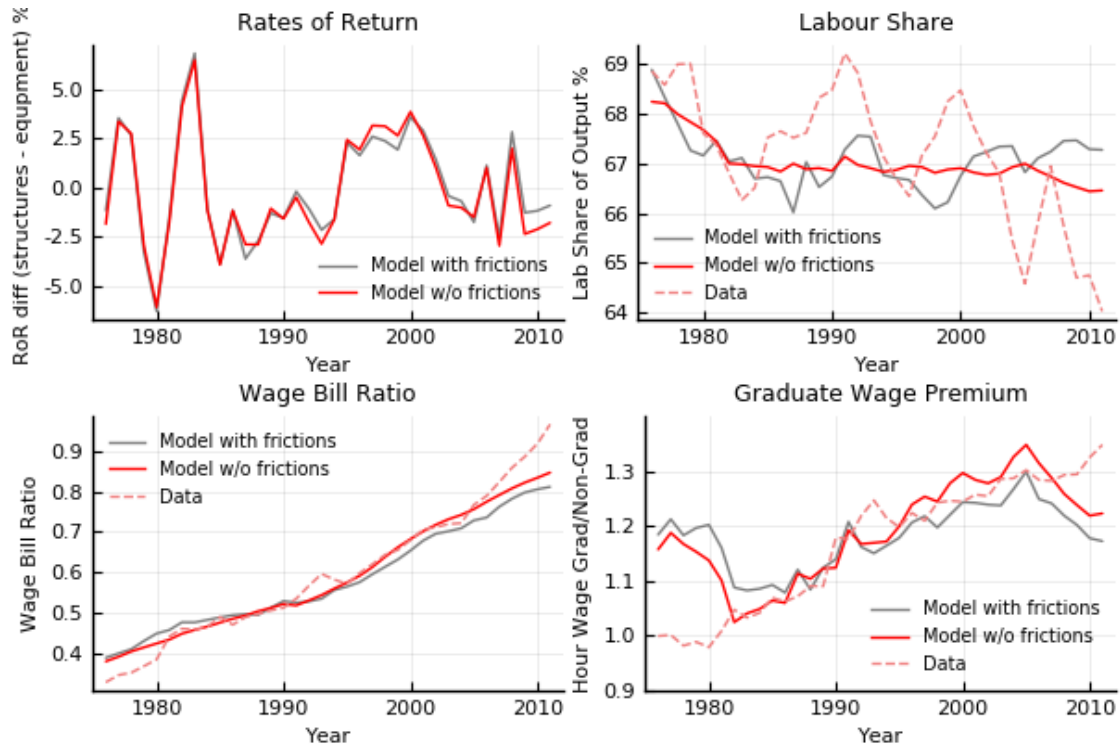 Rates of Return
RoR diff (structures - equpment) %
5.0
2.5
0.0
-2.5
-5.0
Model with frictions
Model w/o frictions
1980
1990
2000
2010
Year
Labour Share
Lab Share of Output %
69
68
67
66
65
64
Model with frictions
Model w/o frictions
Data
1980
1990
2000
2010
Year
Wage Bill Ratio
Wage Bill Ratio
0.9
0.8
0.7
0.6
0.5
0.4
Model with frictions
Model w/o frictions
Data
1980
1990
2000
2010
Year
Graduate Wage Premium
Hour Wage Grad/Non-Grad
1.3
1.2
1.1
1.0
0.9
Model with frictions
Model w/o frictions
Data
1980
1990
2000
2010
Year